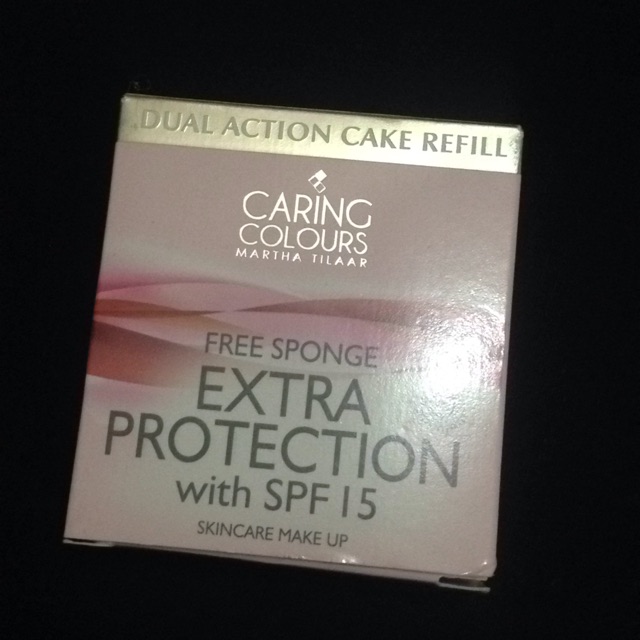 DUAL ACTION CAKE REFILL
CARING
COLOURS
MARTHA TILAAR
FREE SPONGE
EXTRA
PROTECTION
with SPF 15
SKINCARE MAKE UP